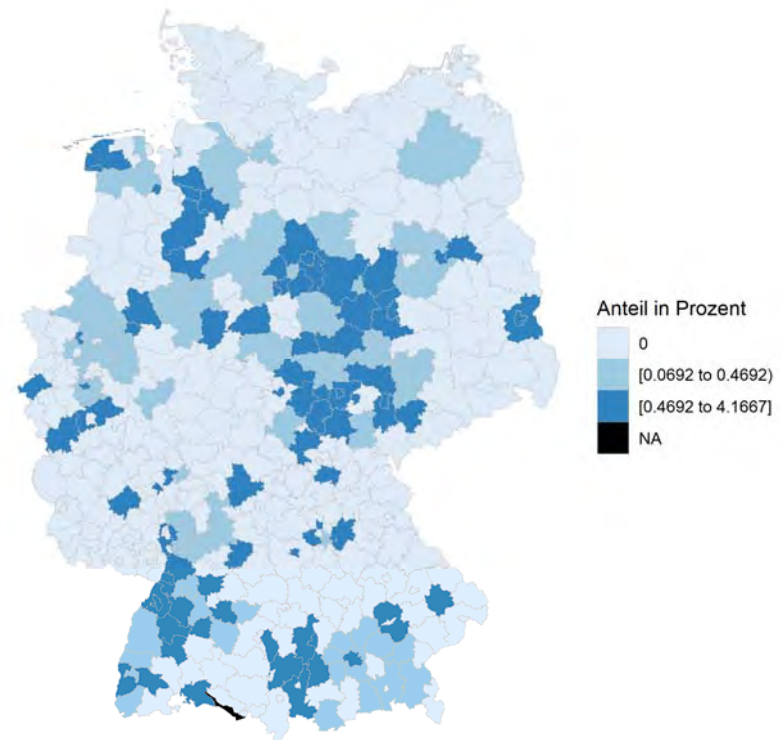 Anteil in Prozent
0
[0.0692 to 0.4692)
[0.4692 to 4.1667]
NA